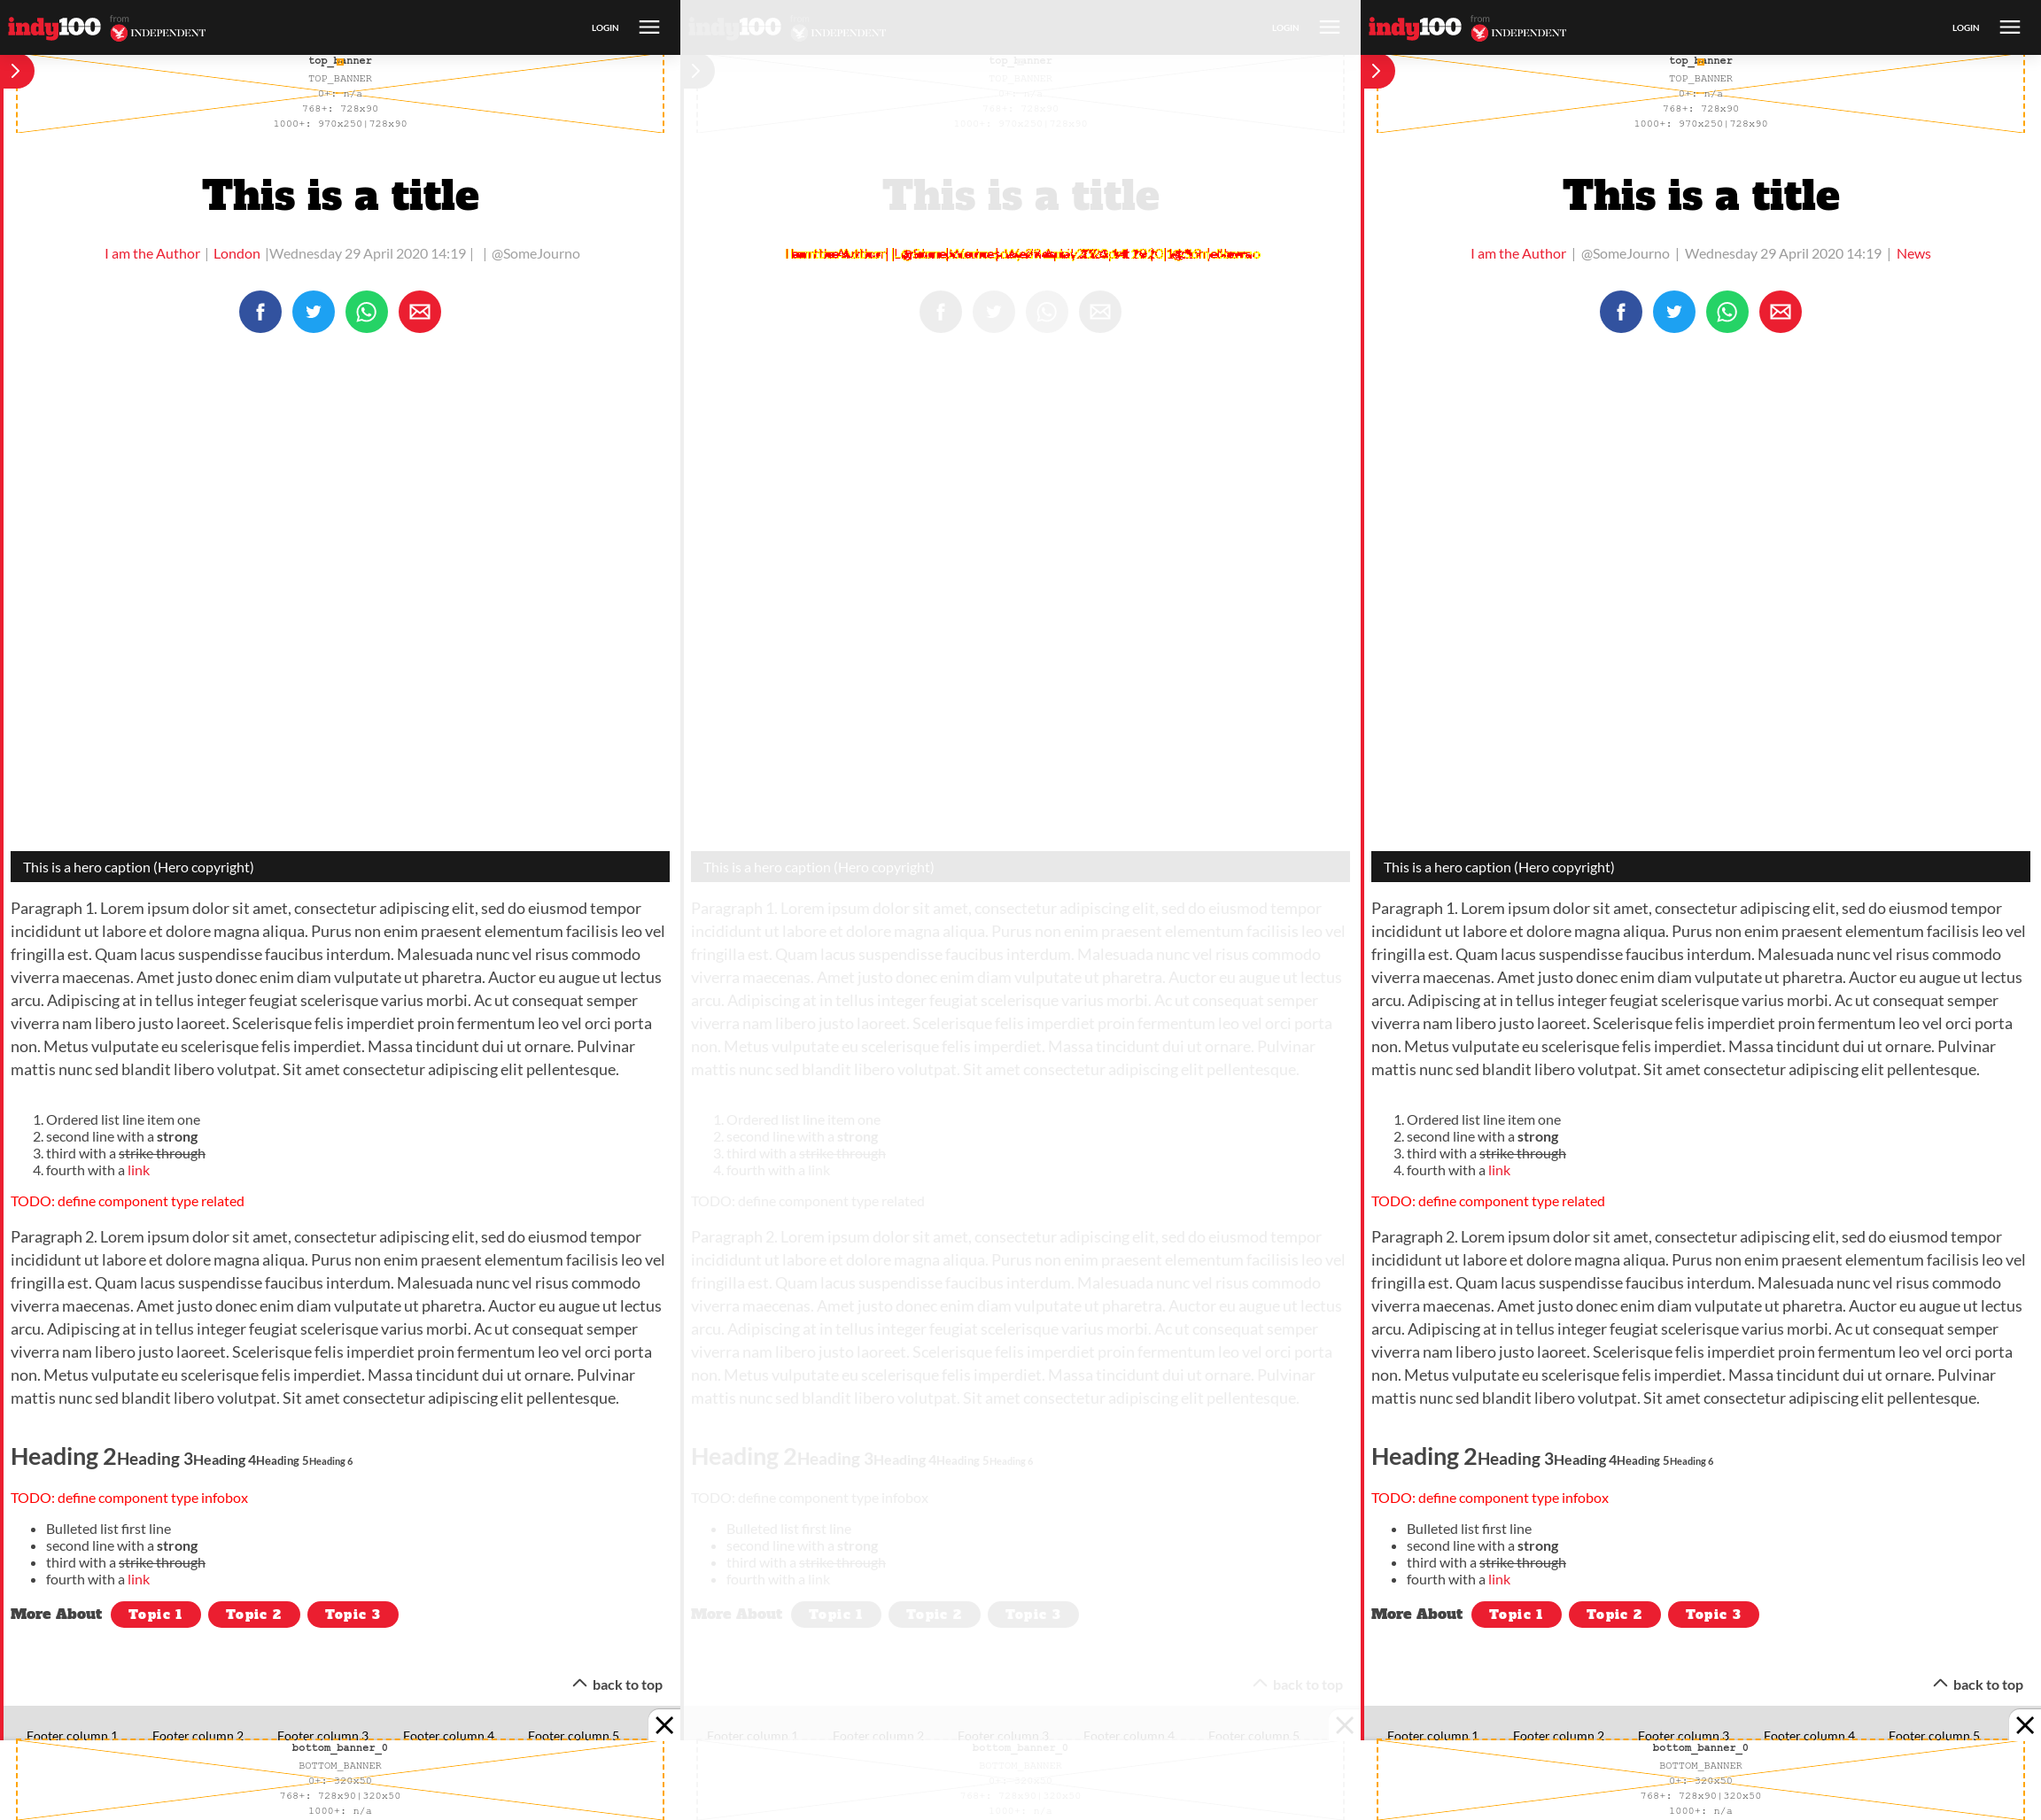 indy100 from INDEPENDENT LOGIN
top_banner
TOP_BANNER
0+: n/a
768+: 728x90
1000+: 970x250|728x90
This is a title
I am the Author | London |Wednesday 29 April 2020 14:19 | | @SomeJourno
This is a hero caption (Hero copyright)
Paragraph 1. Lorem ipsum dolor sit amet, consectetur adipiscing elit, sed do eiusmod tempor
incididunt ut labore et dolore magna aliqua. Purus non enim praesent elementum facilisis leo vel
fringilla est. Quam lacus suspendisse faucibus interdum. Malesuada nunc vel risus commodo
viverra maecenas. Amet justo donec enim diam vulputate ut pharetra. Auctor eu augue ut lectus
arcu. Adipiscing at in tellus integer feugiat scelerisque varius morbi. Ac ut consequat semper
viverra nam libero justo laoreet. Scelerisque felis imperdiet proin fermentum leo vel orci porta
non. Metus vulputate eu scelerisque felis imperdiet. Massa tincidunt dui ut ornare. Pulvinar
mattis nunc sed blandit libero volutpat. Sit amet consectetur adipiscing elit pellentesque.
1. Ordered list line item one
2. second line with a strong
3. third with a strike through
4. fourth with a link
TODO: define component type related
Paragraph 2. Lorem ipsum dolor sit amet, consectetur adipiscing elit, sed do eiusmod tempor
incididunt ut labore et dolore magna aliqua. Purus non enim praesent elementum facilisis leo vel
fringilla est. Quam lacus suspendisse faucibus interdum. Malesuada nunc vel risus commodo
viverra maecenas. Amet justo donec enim diam vulputate ut pharetra. Auctor eu augue ut lectus
arcu. Adipiscing at in tellus integer feugiat scelerisque varius morbi. Ac ut consequat semper
viverra nam libero justo laoreet. Scelerisque felis imperdiet proin fermentum leo vel orci porta
non. Metus vulputate eu scelerisque felis imperdiet. Massa tincidunt dui ut ornare. Pulvinar
mattis nunc sed blandit libero volutpat. Sit amet consectetur adipiscing elit pellentesque.
Heading 2Heading 3Heading 4Heading 5Heading 6
TODO: define component type infobox
• Bulleted list first line
• second line with a strong
• third with a strike through
• fourth with a link
More About Topic 1 Topic 2 Topic 3
back to top
Footer column 1 Footer column 2 Footer column 3 Footer column 4 Footer column 5
bottom_banner_0
BOTTOM_BANNER
0+: 320x50
768+: 728x90|320x50
1000+: n/a
INDEPENDENT LOGIN
top_banner
TOP_BANNER
768+: 728x90
1000+: 970x250|728x90
This is a title
This is a hero caption (Hero copyright)
Paragraph 1. Lorem ipsum dolor sit amet, consectetur adipiscing elit, sed do eiusmod tempor
incididunt ut labore et dolore magna aliqua. Purus non enim praesent elementum facilisis leo vel
fringilla est. Quam lacus suspendisse faucibus interdum. Malesuada nunc vel risus commodo
viverra maecenas. Amet justo donec enim diam vulputate ut pharetra. Auctor eu augue ut lectus
arcu. Adipiscing at in tellus integer feugiat scelerisque varius morbi. Ac ut consequat semper
viverra nam libero justo laoreet. Scelerisque felis imperdiet proin fermentum leo vel orci porta
non. Metus vulputate eu scelerisque felis imperdiet. Massa tincidunt dui ut ornare. Pulvinar
mattis nunc sed blandit libero volutpat. Sit amet consectetur adipiscing elit pellentesque.
1. Ordered list line item one
2. second line with a strong
3. third with a strike through
4. fourth with a link
TODO: define component type related
Paragraph 2. Lorem ipsum dolor sit amet, consectetur adipiscing elit, sed do eiusmod tempor
incididunt ut labore et dolore magna aliqua. Purus non enim praesent elementum facilisis leo vel
fringilla est. Quam lacus suspendisse faucibus interdum. Malesuada nunc vel risus commodo
viverra maecenas. Amet justo donec enim diam vulputate ut pharetra. Auctor eu augue ut lectus
arcu. Adipiscing at in tellus integer feugiat scelerisque varius morbi. Ac ut consequat semper
viverra nam libero justo laoreet. Scelerisque felis imperdiet proin fermentum leo vel orci porta
non. Metus vulputate eu scelerisque felis imperdiet. Massa tincidunt dui ut ornare. Pulvinar
mattis nunc sed blandit libero volutpat. Sit amet consectetur adipiscing elit pellentesque.
Heading 2Heading 3Heading 4Heading 5Heading 6
TODO: define component type infobox
• Bulleted list first line
• second line with a strong
• third with a strike through
• fourth with a link
More About Topic 1 Topic 2 Topic 3
back to top
Footer column 1 Footer column 2 Footer column 3 Footer column 4 Footer column 5
bottom_banner_0
BOTTOM_BANNER
768+: 728x90|320x50
1000+: n/a
indy100 from INDEPENDENT LOGIN
top_banner
TOP_BANNER
0+: n/a
768+: 728x90
1000+: 970x250|728x90
This is a title
I am the Author | @SomeJourno | Wednesday 29 April 2020 14:19 | News
This is a hero caption (Hero copyright)
Paragraph 1. Lorem ipsum dolor sit amet, consectetur adipiscing elit, sed do eiusmod tempor
incididunt ut labore et dolore magna aliqua. Purus non enim praesent elementum facilisis leo vel
fringilla est. Quam lacus suspendisse faucibus interdum. Malesuada nunc vel risus commodo
viverra maecenas. Amet justo donec enim diam vulputate ut pharetra. Auctor eu augue ut lectus
arcu. Adipiscing at in tellus integer feugiat scelerisque varius morbi. Ac ut consequat semper
viverra nam libero justo laoreet. Scelerisque felis imperdiet proin fermentum leo vel orci porta
non. Metus vulputate eu scelerisque felis imperdiet. Massa tincidunt dui ut ornare. Pulvinar
mattis nunc sed blandit libero volutpat. Sit amet consectetur adipiscing elit pellentesque.
1. Ordered list line item one
2. second line with a strong
3. third with a strike through
4. fourth with a link
TODO: define component type related
Paragraph 2. Lorem ipsum dolor sit amet, consectetur adipiscing elit, sed do eiusmod tempor
incididunt ut labore et dolore magna aliqua. Purus non enim praesent elementum facilisis leo vel
fringilla est. Quam lacus suspendisse faucibus interdum. Malesuada nunc vel risus commodo
viverra maecenas. Amet justo donec enim diam vulputate ut pharetra. Auctor eu augue ut lectus
arcu. Adipiscing at in tellus integer feugiat scelerisque varius morbi. Ac ut consequat semper
viverra nam libero justo laoreet. Scelerisque felis imperdiet proin fermentum leo vel orci porta
non. Metus vulputate eu scelerisque felis imperdiet. Massa tincidunt dui ut ornare. Pulvinar
mattis nunc sed blandit libero volutpat. Sit amet consectetur adipiscing elit pellentesque.
Heading 2Heading 3Heading 4Heading 5Heading 6
TODO: define component type infobox
• Bulleted list first line
• second line with a strong
• third with a strike through
• fourth with a link
More About Topic 1 Topic 2 Topic 3
back to top
Footer column 1 Footer column 2 Footer column 3 Footer column 4 Footer column 5
bottom_banner_0
BOTTOM_BANNER
0+: 320x50
768+: 728x90|320x50
1000+: n/a